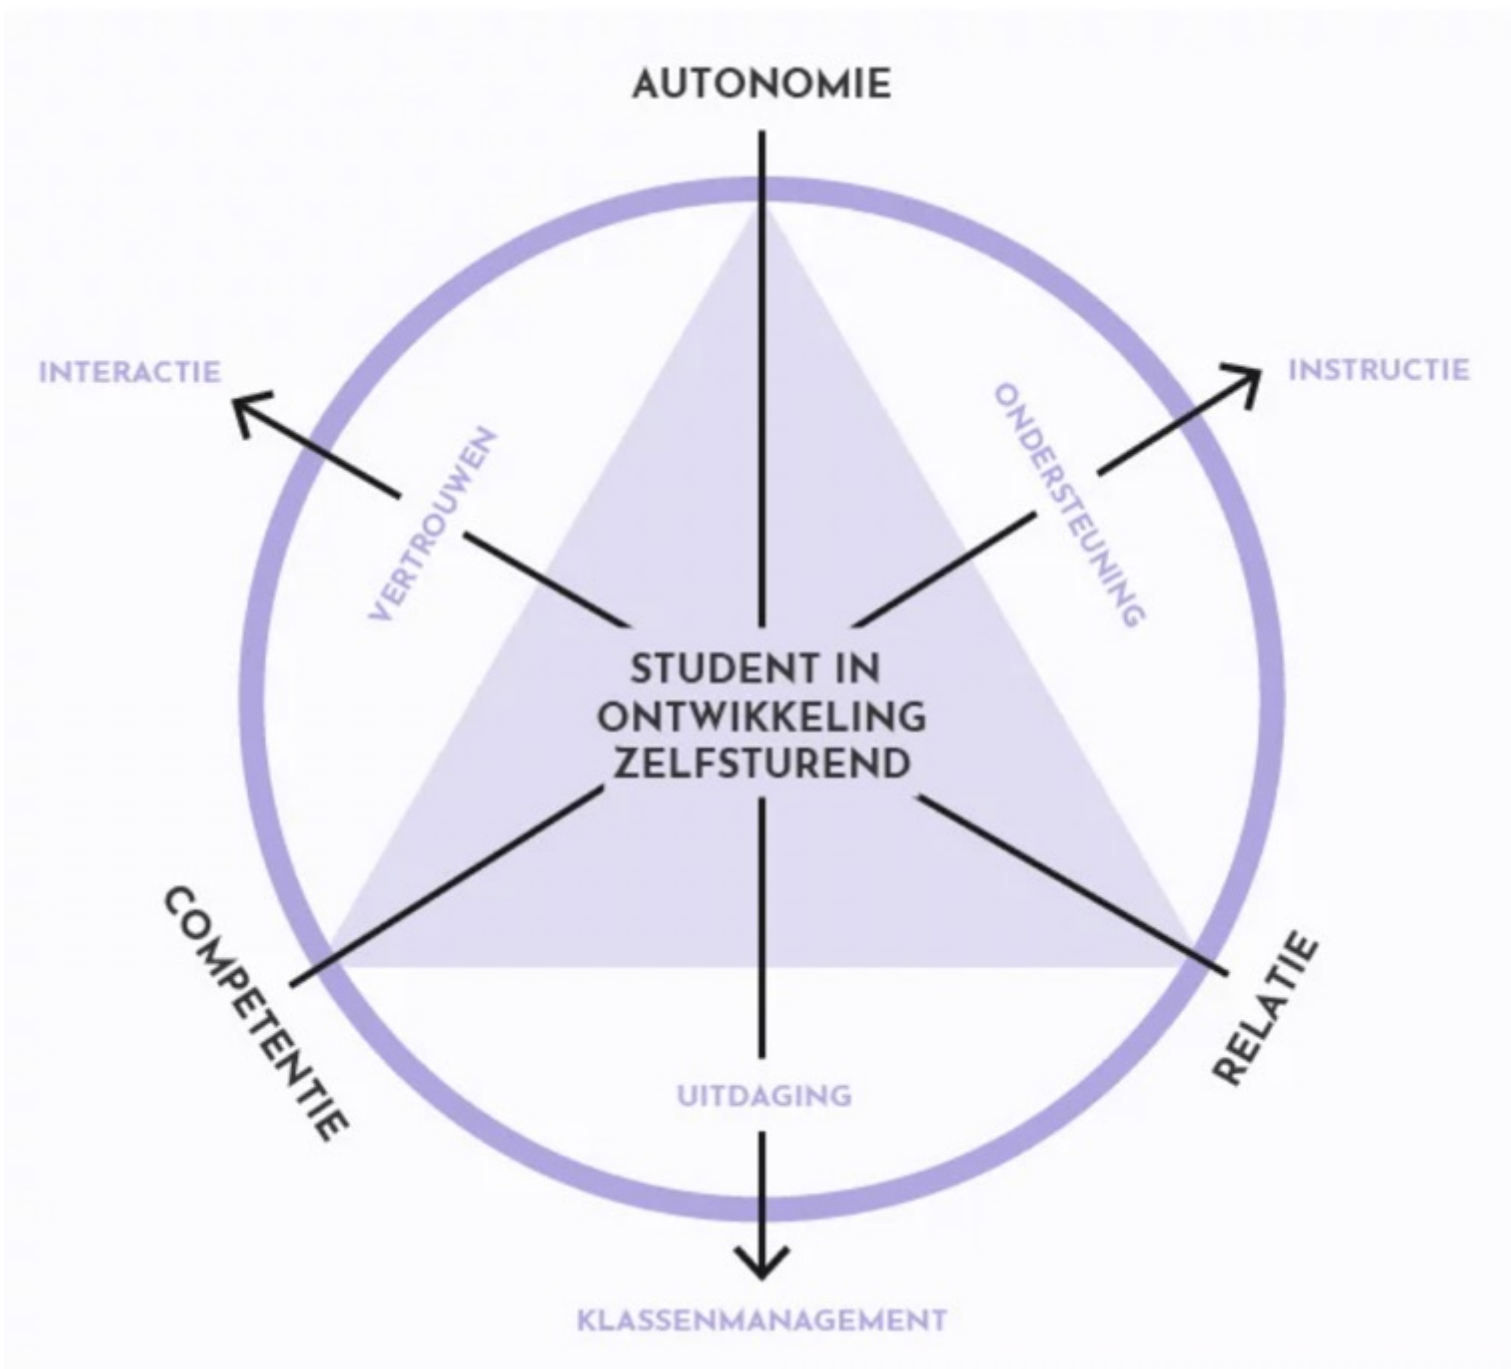 AUTONOMIE
INTERACTIE
INSTRUCTIE
VERTROUWEN
ONDERSTEUNING
STUDENT IN
ONTWIKKELING
ZELFSTUREND
COMPETENTIE
RELATIE
UITDAGING
KLASSENMANAGEMENT